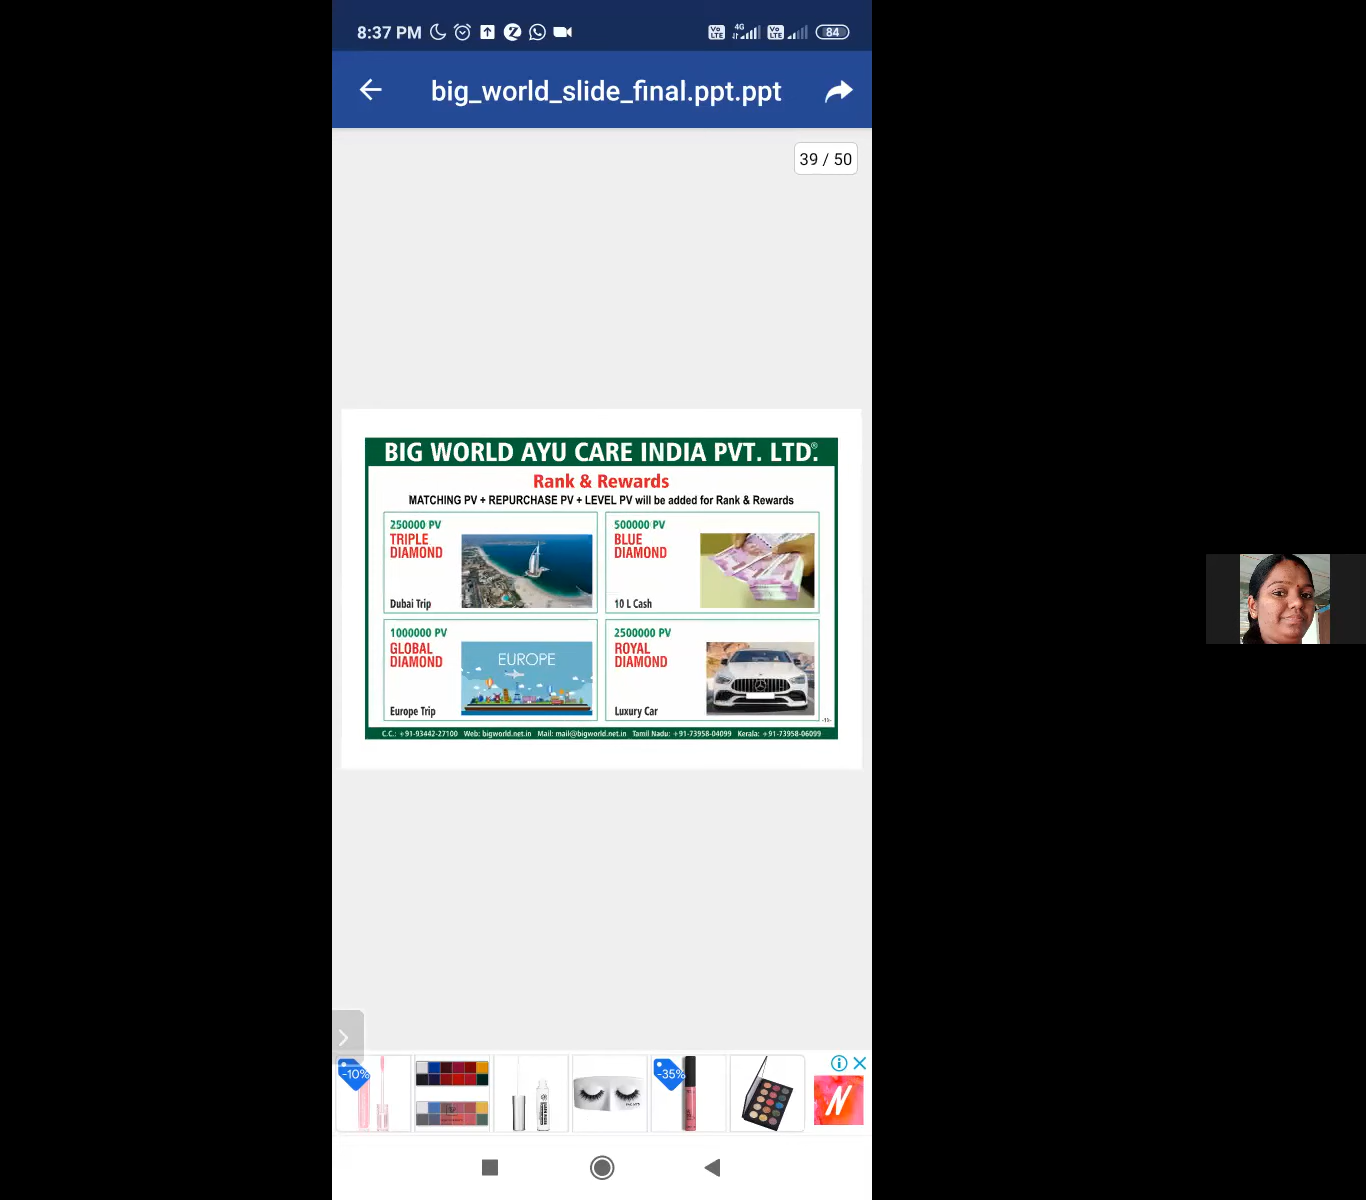 8:37 PM
4G
84
big_world_slide_final.ppt.ppt
39 / 50
BIG WORLD AYU CARE INDIA PVT. LTD.®
Rank & Rewards
MATCHING PV + REPURCHASE PV + LEVEL PV will be added for Rank & Rewards
250000 PV
TRIPLE
DIAMOND
Dubai Trip
500000 PV
BLUE
DIAMOND
10 L Cash
1000000 PV
GLOBAL
DIAMOND
EUROPE
Europe Trip
2500000 PV
ROYAL
DIAMOND
Luxury Car
C.C.: +91-93442-27100 Web: bigworld.net.in Mail: mail@bigworld.net.in Tamil Nadu: +91-73958-04099 Kerala: +91-73958-06099
-10%
-35%
N